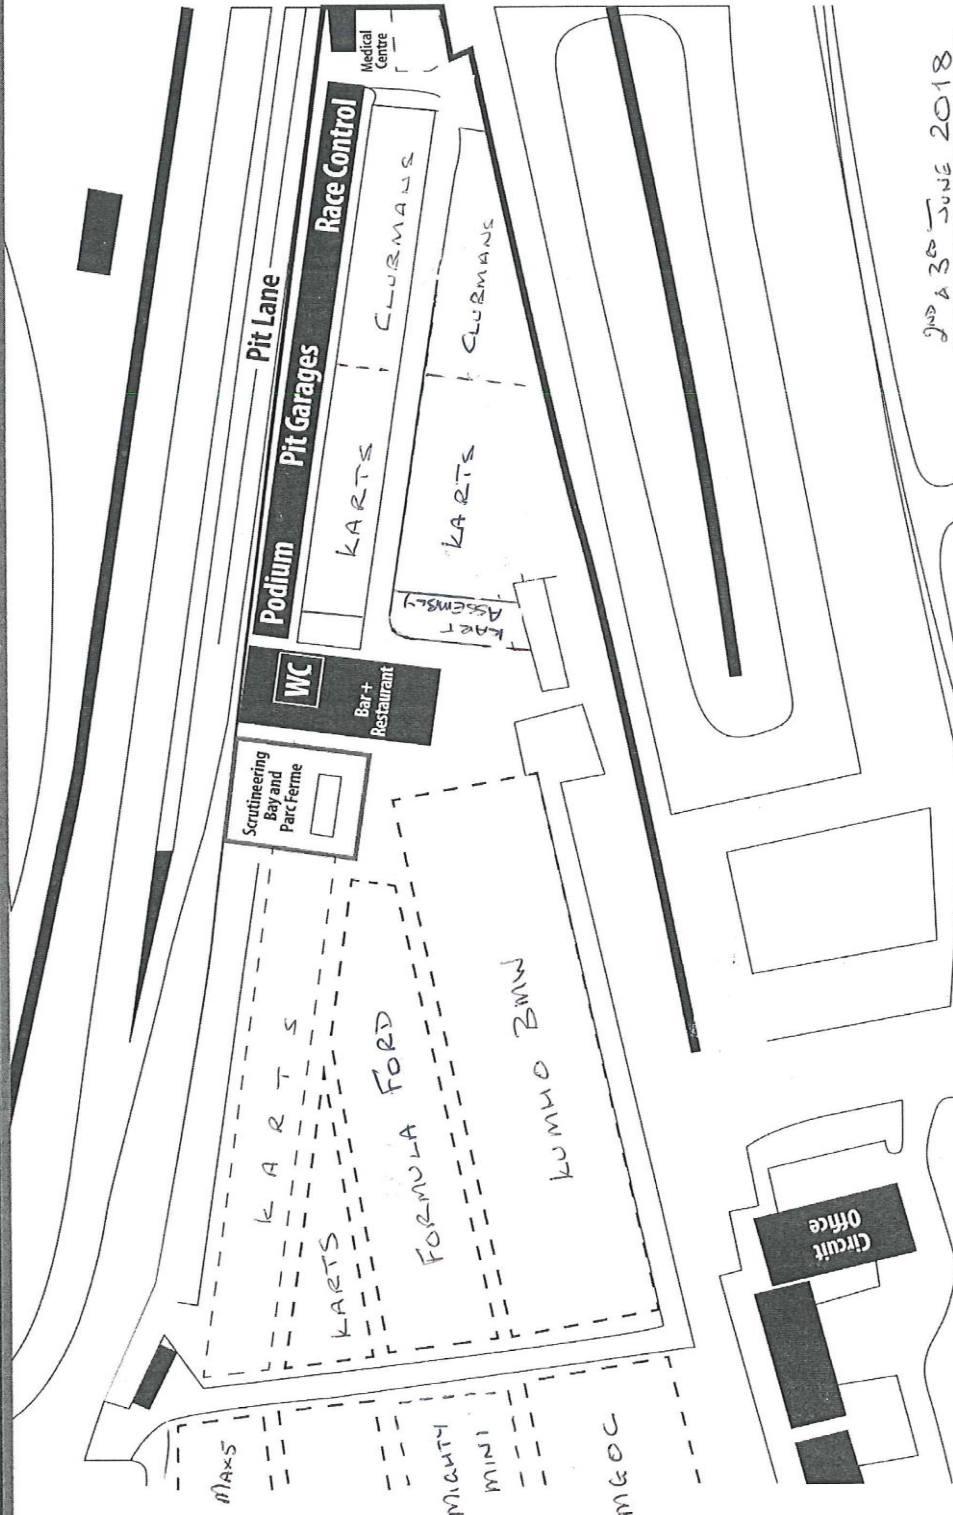 Medical
Centre
Race Control
Pit Lane
Pit Garages
Podium
CLUBMANS
CLUBMANS
KARTS
KARTS
KART
ASSEMBLY
WC
Bar +
Restaurant
Scrutineering
Bay and
Parc Ferme
KARTS
KARTS
FORMULA FORD
KUMHO BMW
MAX5
MIGHTY
MINI
MGOC
Circuit
Office
2ND & 3RD JUNE 2018